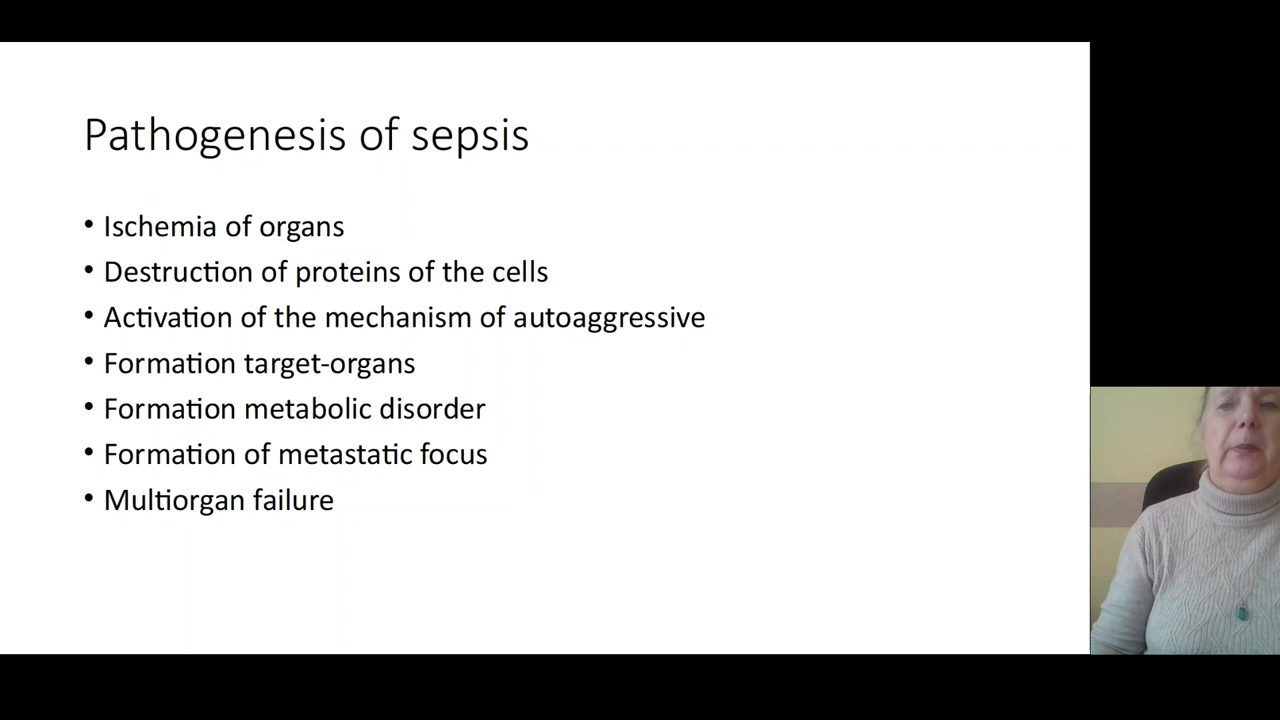 Pathogenesis of sepsis
• Ischemia of organs
• Destruction of proteins of the cells
• Activation of the mechanism of autoaggressive
• Formation target-organs
• Formation metabolic disorder
• Formation of metastatic focus
• Multiorgan failure